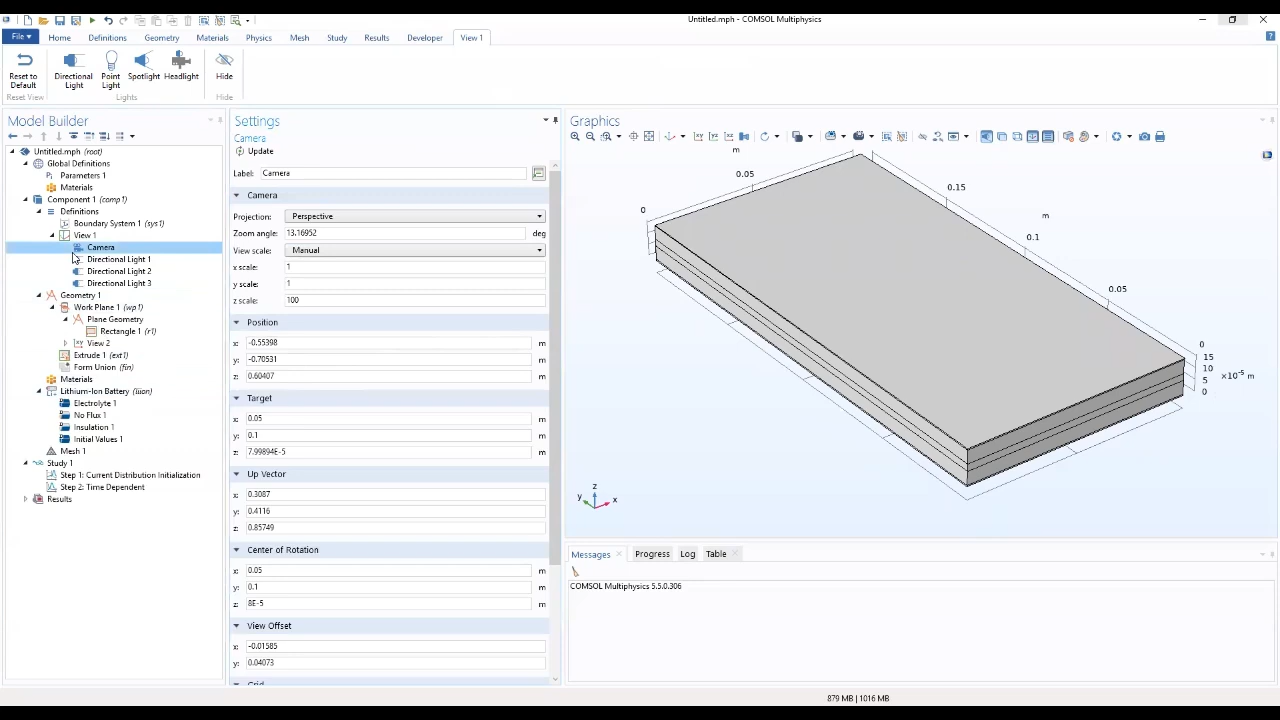 Untitled.mph - COMSOL Multiphysics
File Home Definitions Geometry Materials Physics Mesh Study Results Developer View 1
Reset to Default
Directional Light
Point Light
Spotlight
Headlight
Hide
Reset View
Lights
Hide
Model Builder
Untitled.mph (root)
Global Definitions
Parameters 1
Materials
Component 1 (comp1)
Definitions
Boundary System 1 (sys1)
View 1
Camera
Directional Light 1
Directional Light 2
Directional Light 3
Geometry 1
Work Plane 1 (wp1)
Plane Geometry
Rectangle 1 (r1)
View 2
Extrude 1 (ext1)
Form Union (fin)
Materials
Lithium-Ion Battery (liion)
Electrolyte 1
No Flux 1
Insulation 1
Initial Values 1
Mesh 1
Study 1
Step 1: Current Distribution Initialization
Step 2: Time Dependent
Results
Settings
Camera
Update
Label: Camera
Camera
Projection: Perspective
Zoom angle: 13.16952 deg
View scale: Manual
x scale: 1
y scale: 1
z scale: 100
Position
x: -0.55398 m
y: -0.70531 m
z: 0.60407 m
Target
x: 0.05 m
y: 0.1 m
z: 7.99894E-5 m
Up Vector
x: 0.3087
y: 0.4116
z: 0.85749
Center of Rotation
x: 0.05 m
y: 0.1 m
z: 8E-5 m
View Offset
x: -0.01585
y: 0.04073
Grid
Graphics
m
0.05
0
0.15
m
0.1
0.05
0
15
10
5
0
×10⁻⁵ m
z
y
x
Messages Progress Log Table
COMSOL Multiphysics 5.5.0.306
879 MB | 1016 MB